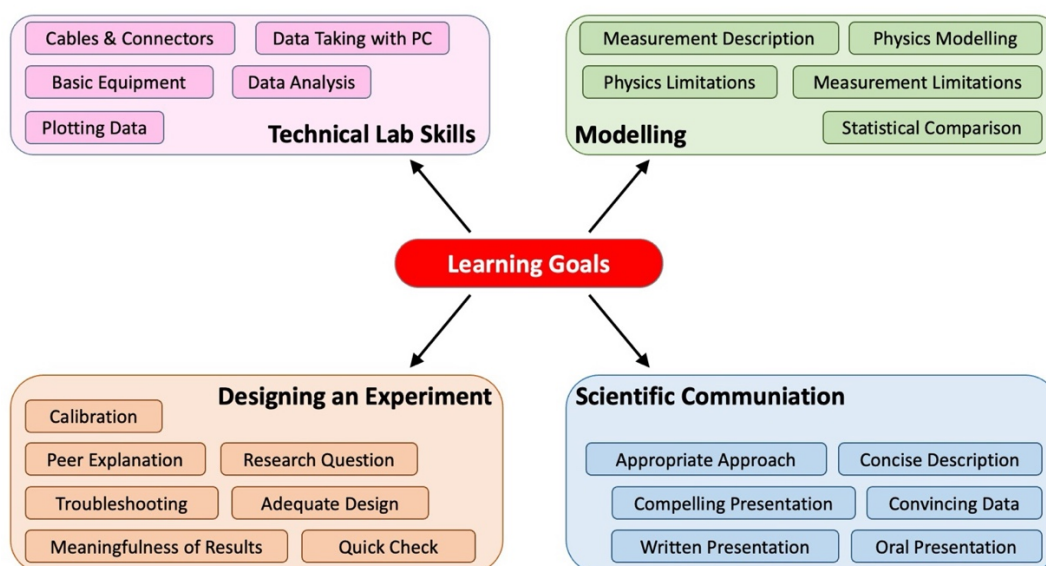 Cables & Connectors
Data Taking with PC
Basic Equipment
Data Analysis
Plotting Data
Technical Lab Skills
Measurement Description
Physics Modelling
Physics Limitations
Measurement Limitations
Statistical Comparison
Modelling
Learning Goals
Designing an Experiment
Calibration
Peer Explanation
Research Question
Troubleshooting
Adequate Design
Meaningfulness of Results
Quick Check
Scientific Communiation
Appropriate Approach
Concise Description
Compelling Presentation
Convincing Data
Written Presentation
Oral Presentation